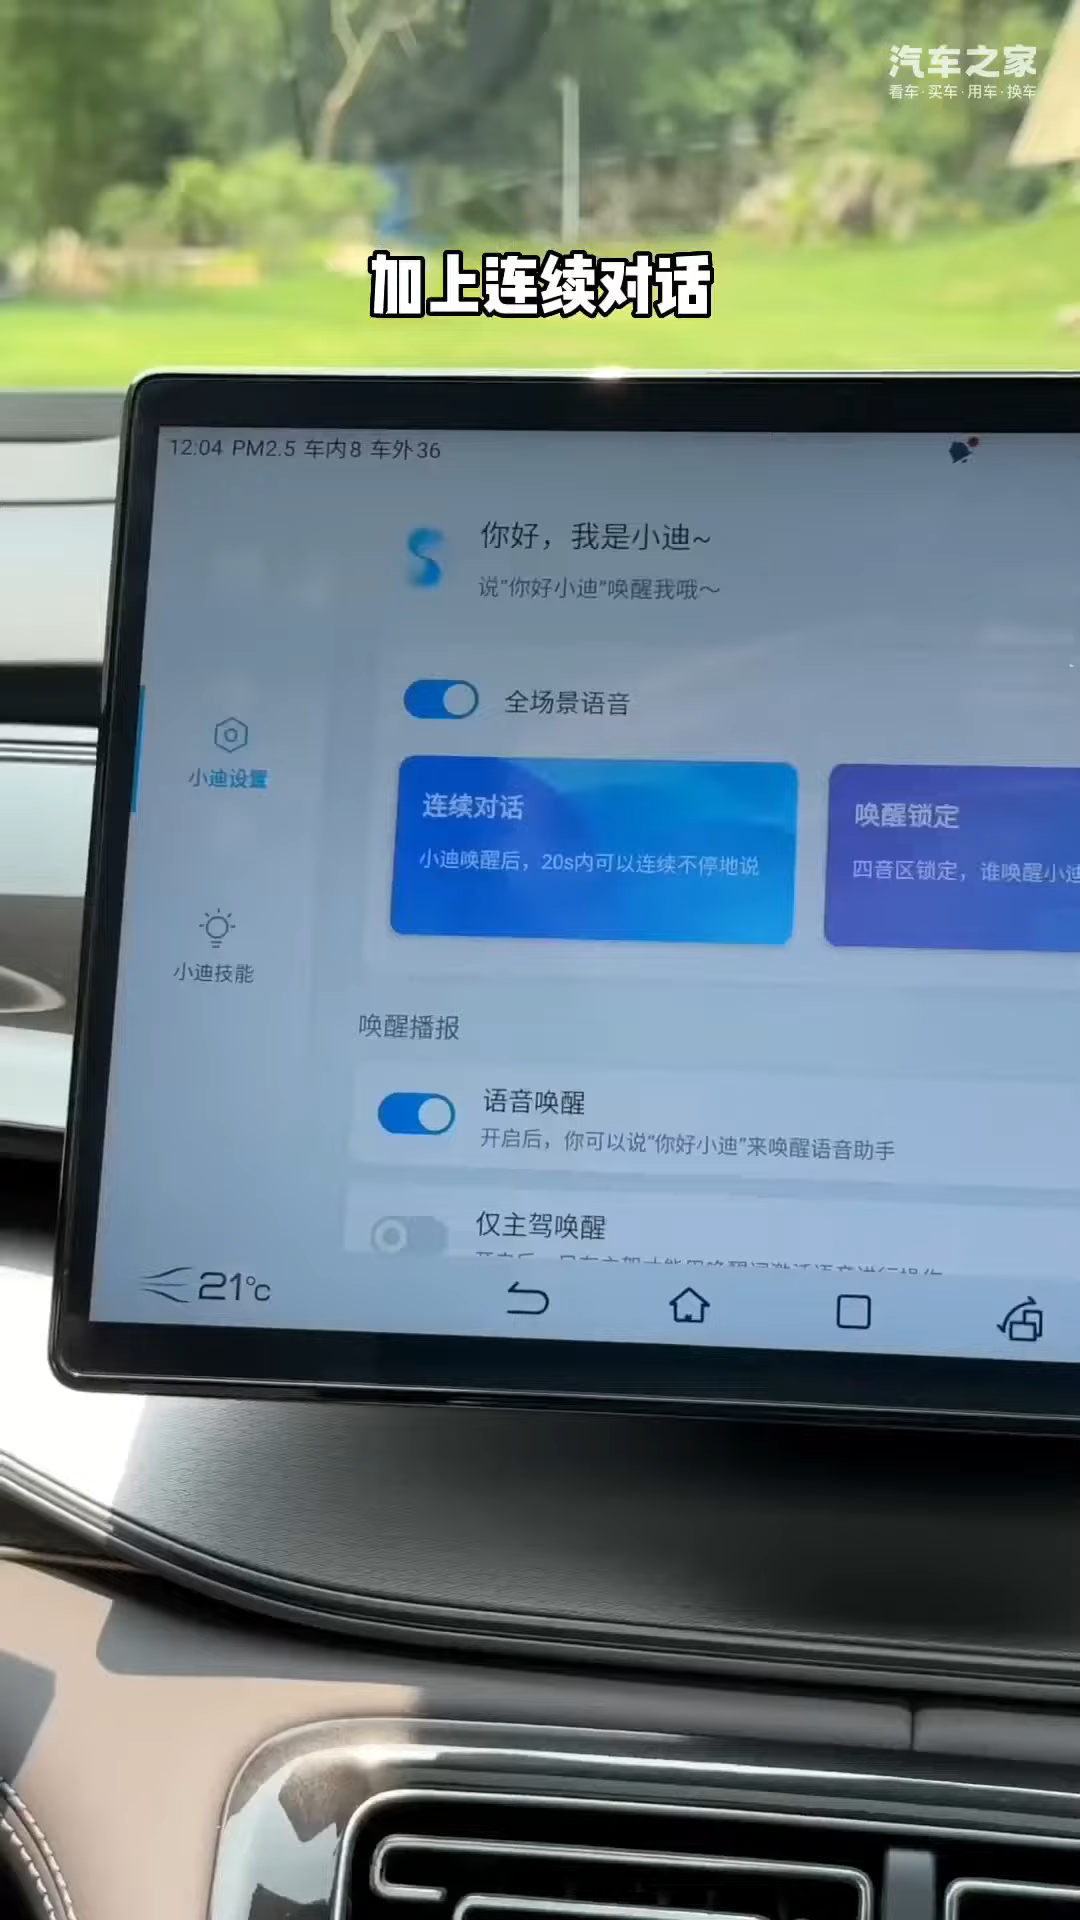 汽车之家
看车·买车·用车·换车
加上连续对话
12:04 PM2.5 车内8 车外36
你好，我是小迪~
说"你好小迪"唤醒我哦~
全场景语音
小迪设置
连续对话
小迪唤醒后，20s内可以连续不停地说
唤醒锁定
四音区锁定，谁唤醒小迪
小迪技能
唤醒播报
语音唤醒
开启后，你可以说"你好小迪"来唤醒语音助手
仅主驾唤醒
21°C